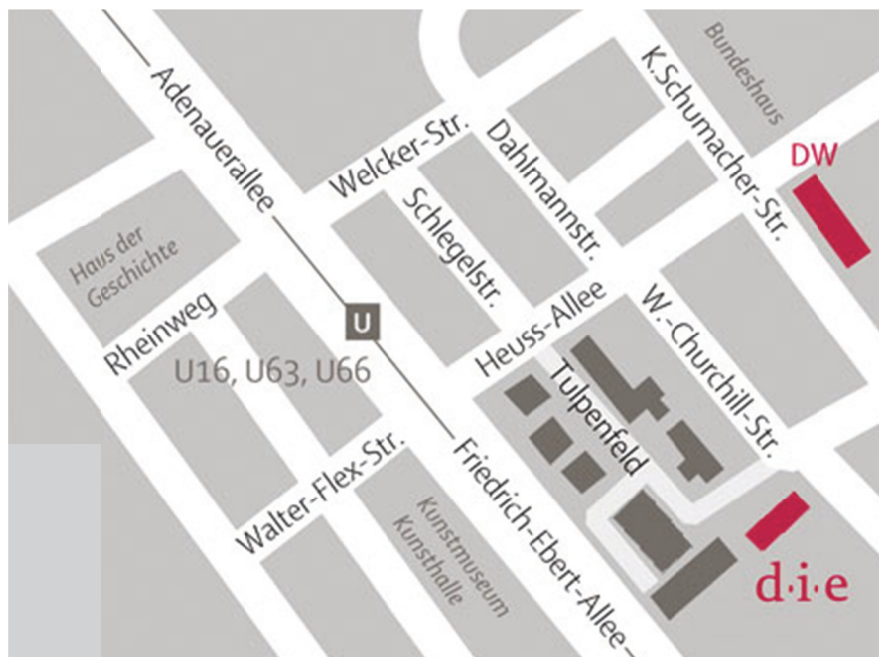 Bundeshaus
K.Schumacher-Str.
Adenauerallee
DW
Welcker-Str.
Dahlmannstr.
Schlegelstr.
Haus der
Geschichte
Rheinweg
U
U16, U63, U66
Heuss-Allee
W.-Churchill-Str.
Tulpenfeld
Walter-Flex-Str.
Friedrich-Ebert-Allee
Kunstmuseum
Kunsthalle
d·i·e